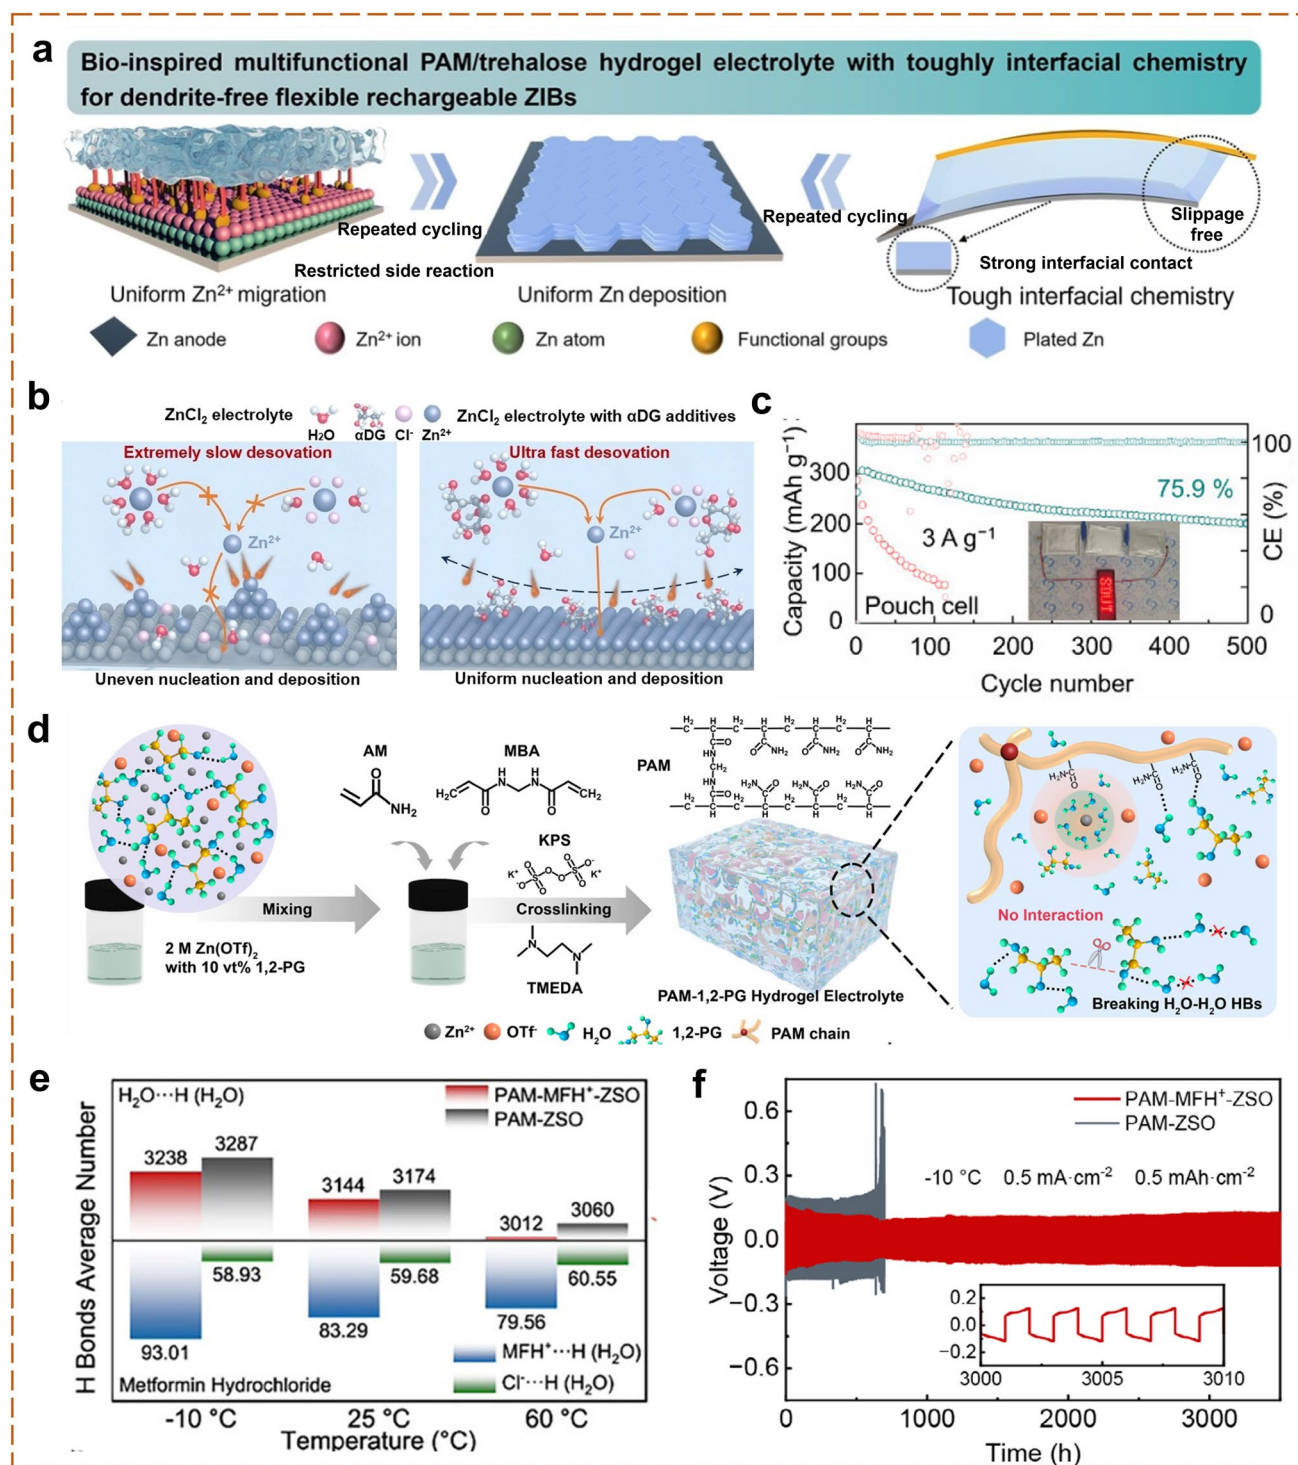 a
Bio-inspired multifunctional PAM/trehalose hydrogel electrolyte with toughly interfacial chemistry
for dendrite-free flexible rechargeable ZIBs
Repeated cycling
Restricted side reaction
Repeated cycling
Slippage
free
Strong interfacial contact
Uniform Zn²⁺ migration
Uniform Zn deposition
Tough interfacial chemistry
Zn anode
Zn²⁺ ion
Zn atom
Functional groups
Plated Zn
b
ZnCl₂ electrolyte
H₂O
αDG
Cl⁻
Zn²⁺
ZnCl₂ electrolyte with αDG additives
Extremely slow desovation
Zn²⁺
Uneven nucleation and deposition
Ultra fast desovation
Zn²⁺
Uniform nucleation and deposition
c
Capacity (mAh g⁻¹)
300
200
100
0
75.9 %
3 A g⁻¹
Pouch cell
SDUT
100
0
CE (%)
0 100 200 300 400 500
Cycle number
d
2 M Zn(OTf)₂
with 10 vt% 1,2-PG
Mixing
AM
O
NH₂
MBA
H₂C
O
H
N
H
N
O
CH₂
KPS
K⁺
⁻O
O⁻
K⁺
Crosslinking
TMEDA
N
N
PAM
PAM-1,2-PG Hydrogel Electrolyte
H₂N
O
H₂N
O
H₂N
O
No Interaction
Breaking H₂O-H₂O HBs
Zn²⁺
OTf⁻
H₂O
1,2-PG
PAM chain
e
H Bonds Average Number
H₂O···H (H₂O)
PAM-MFH⁺-ZSO
PAM-ZSO
3238
3287
3144
3174
3012
3060
93.01
58.93
83.29
59.68
79.56
60.55
MFH⁺···H (H₂O)
Cl⁻···H (H₂O)
Metformin Hydrochloride
-10 °C
25 °C
60 °C
Temperature (°C)
f
Voltage (V)
0.6
0.3
0.0
−0.3
−0.6
PAM-MFH⁺-ZSO
PAM-ZSO
-10 °C 0.5 mA·cm⁻² 0.5 mAh·cm⁻²
0.2
0.0
−0.2
3000 3005 3010
0 1000 2000 3000
Time (h)